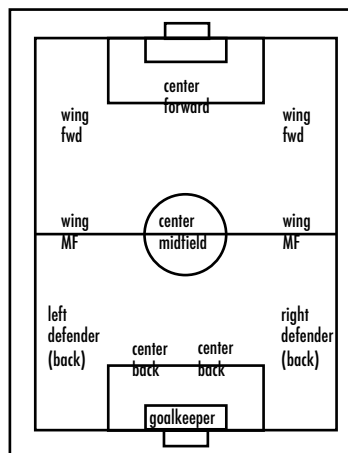 center
forward
wing
fwd
wing
fwd
wing
MF
center
midfield
wing
MF
left
defender
(back)
right
defender
(back)
center
back
center
back
goalkeeper